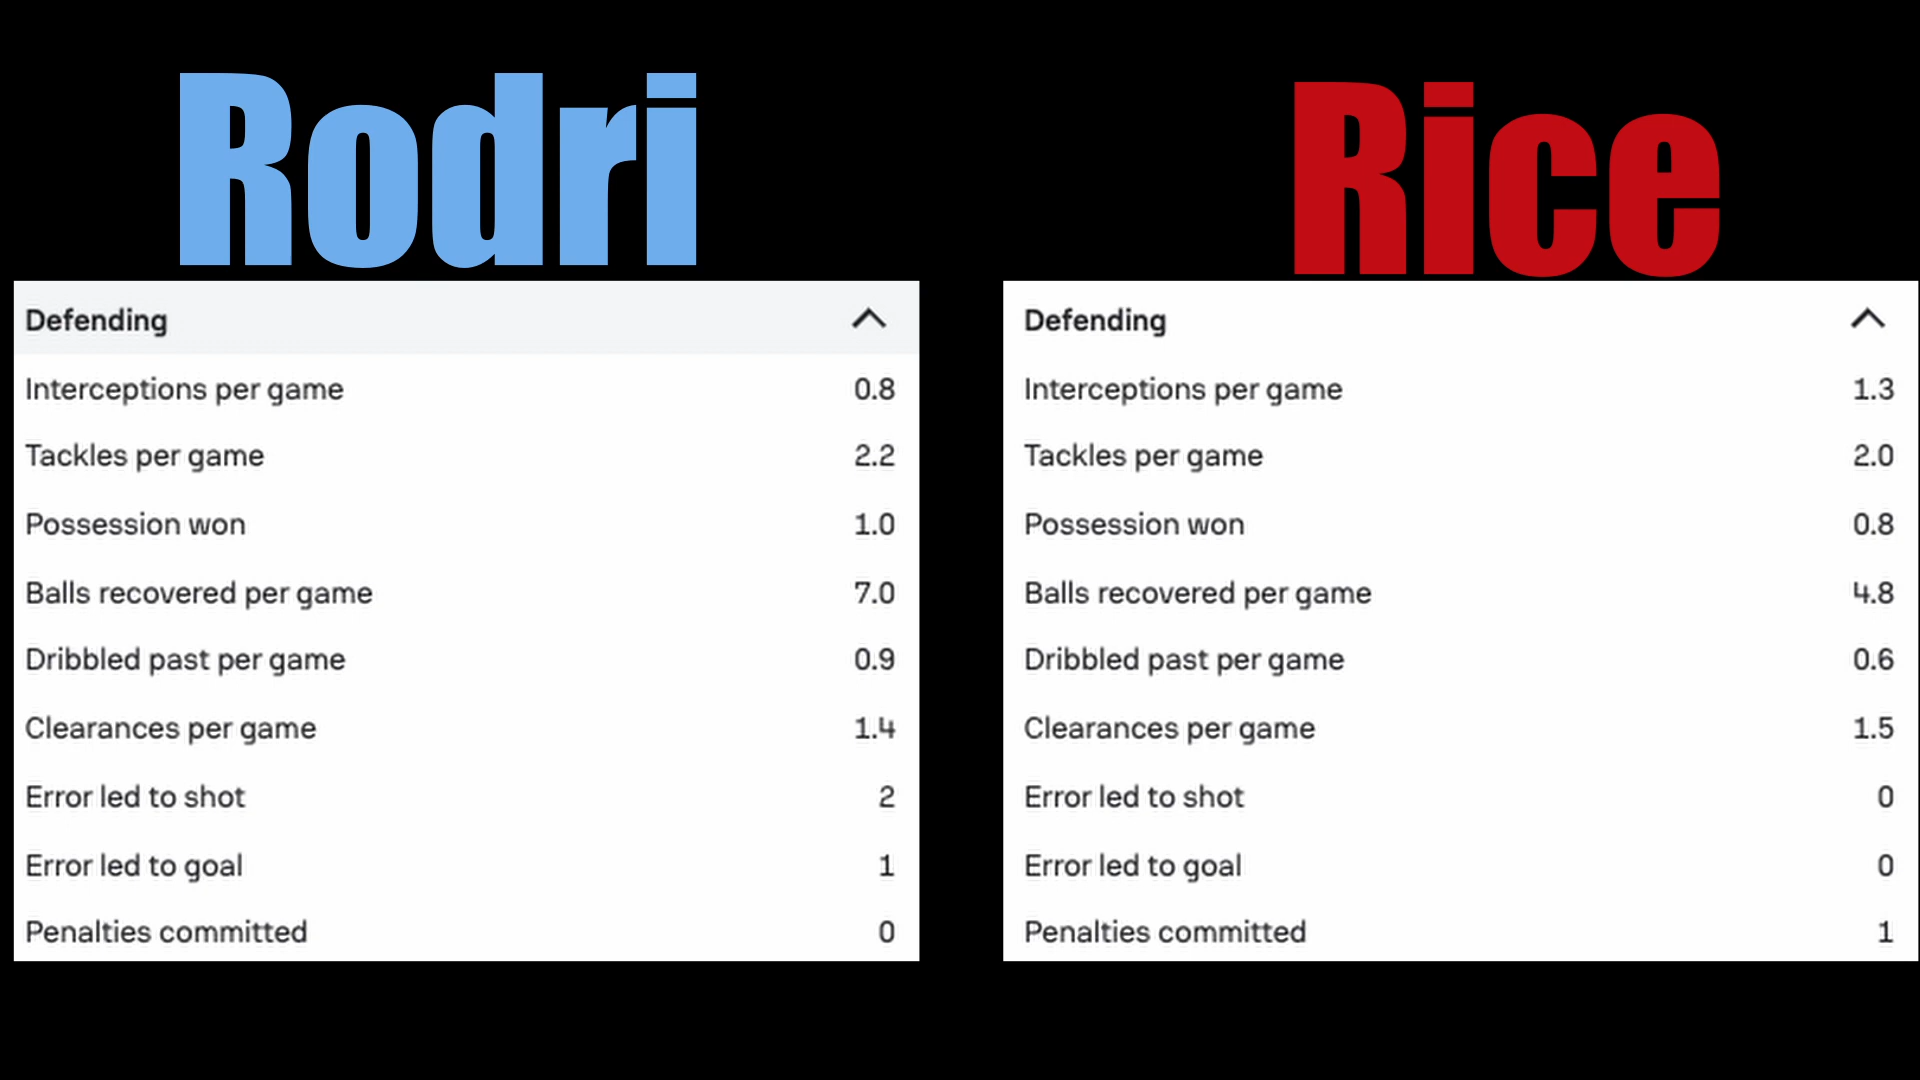 Rodri
Defending
Interceptions per game 0.8
Tackles per game 2.2
Possession won 1.0
Balls recovered per game 7.0
Dribbled past per game 0.9
Clearances per game 1.4
Error led to shot 2
Error led to goal 1
Penalties committed 0
Rice
Defending
Interceptions per game 1.3
Tackles per game 2.0
Possession won 0.8
Balls recovered per game 4.8
Dribbled past per game 0.6
Clearances per game 1.5
Error led to shot 0
Error led to goal 0
Penalties committed 1